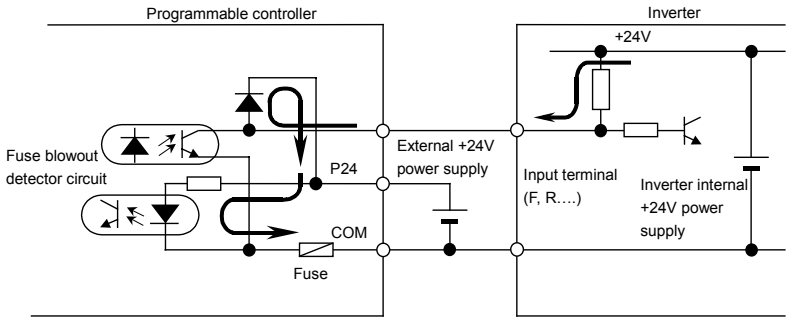 Programmable controller
Inverter
+24V
Fuse blowout
detector circuit
P24
External +24V
power supply
Input terminal
(F, R....)
Inverter internal
+24V power
supply
COM
Fuse